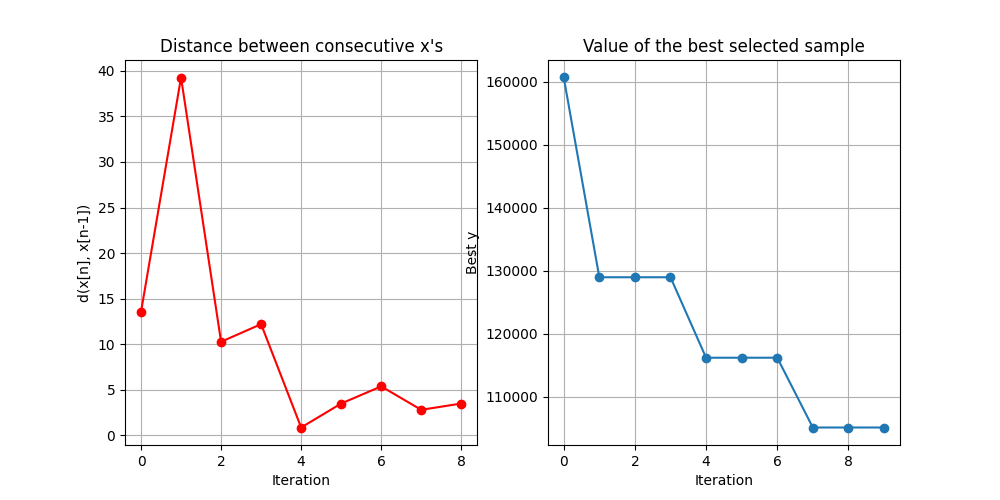 Distance between consecutive x's
40
35
30
25
20
15
10
5
0
d(x[n], x[n-1])
0 2 4 6 8
Iteration
Value of the best selected sample
160000
150000
140000
130000
120000
110000
Best y
0 2 4 6 8
Iteration